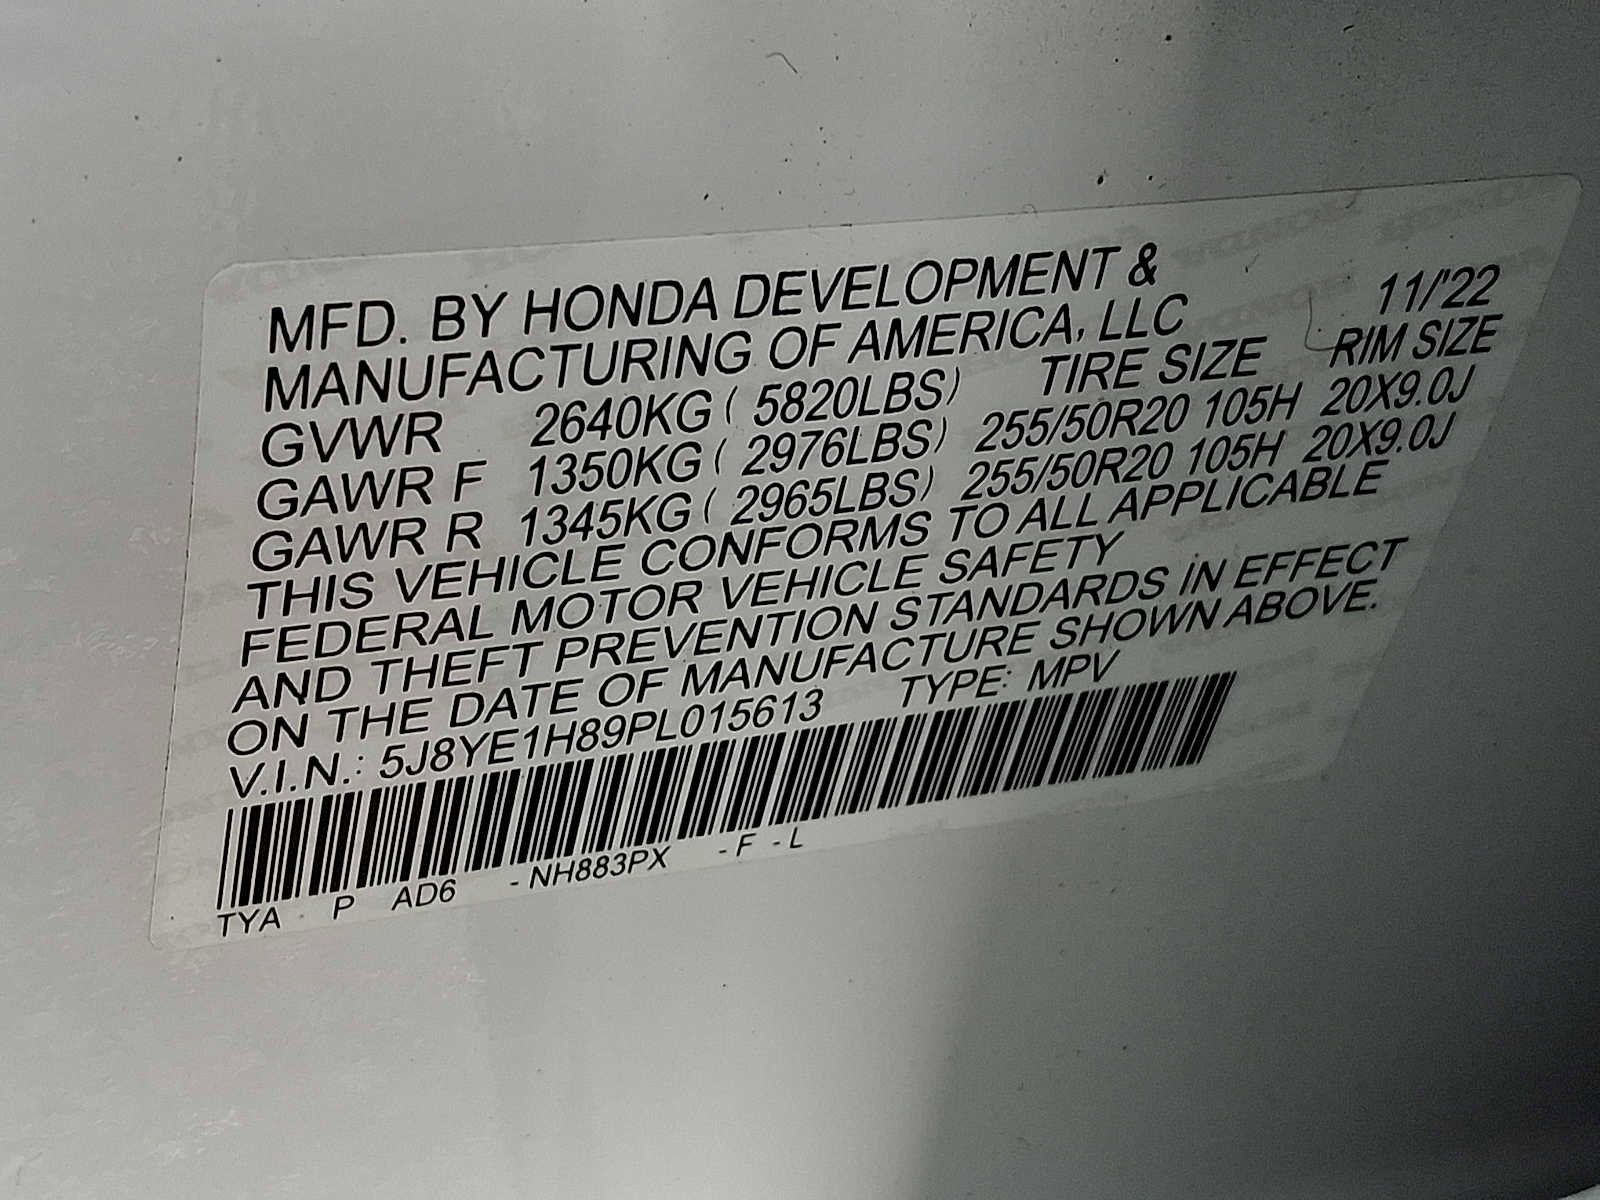 MFD. BY HONDA DEVELOPMENT &
MANUFACTURING OF AMERICA, LLC 11/'22
GVWR 2640KG ( 5820LBS) TIRE SIZE RIM SIZE
GAWR F 1350KG ( 2976LBS) 255/50R20 105H 20X9.0J
GAWR R 1345KG ( 2965LBS) 255/50R20 105H 20X9.0J
THIS VEHICLE CONFORMS TO ALL APPLICABLE
FEDERAL MOTOR VEHICLE SAFETY
AND THEFT PREVENTION STANDARDS IN EFFECT
ON THE DATE OF MANUFACTURE SHOWN ABOVE.
V.I.N.: 5J8YE1H89PL015613 TYPE: MPV
TYA P AD6 - NH883PX - F - L